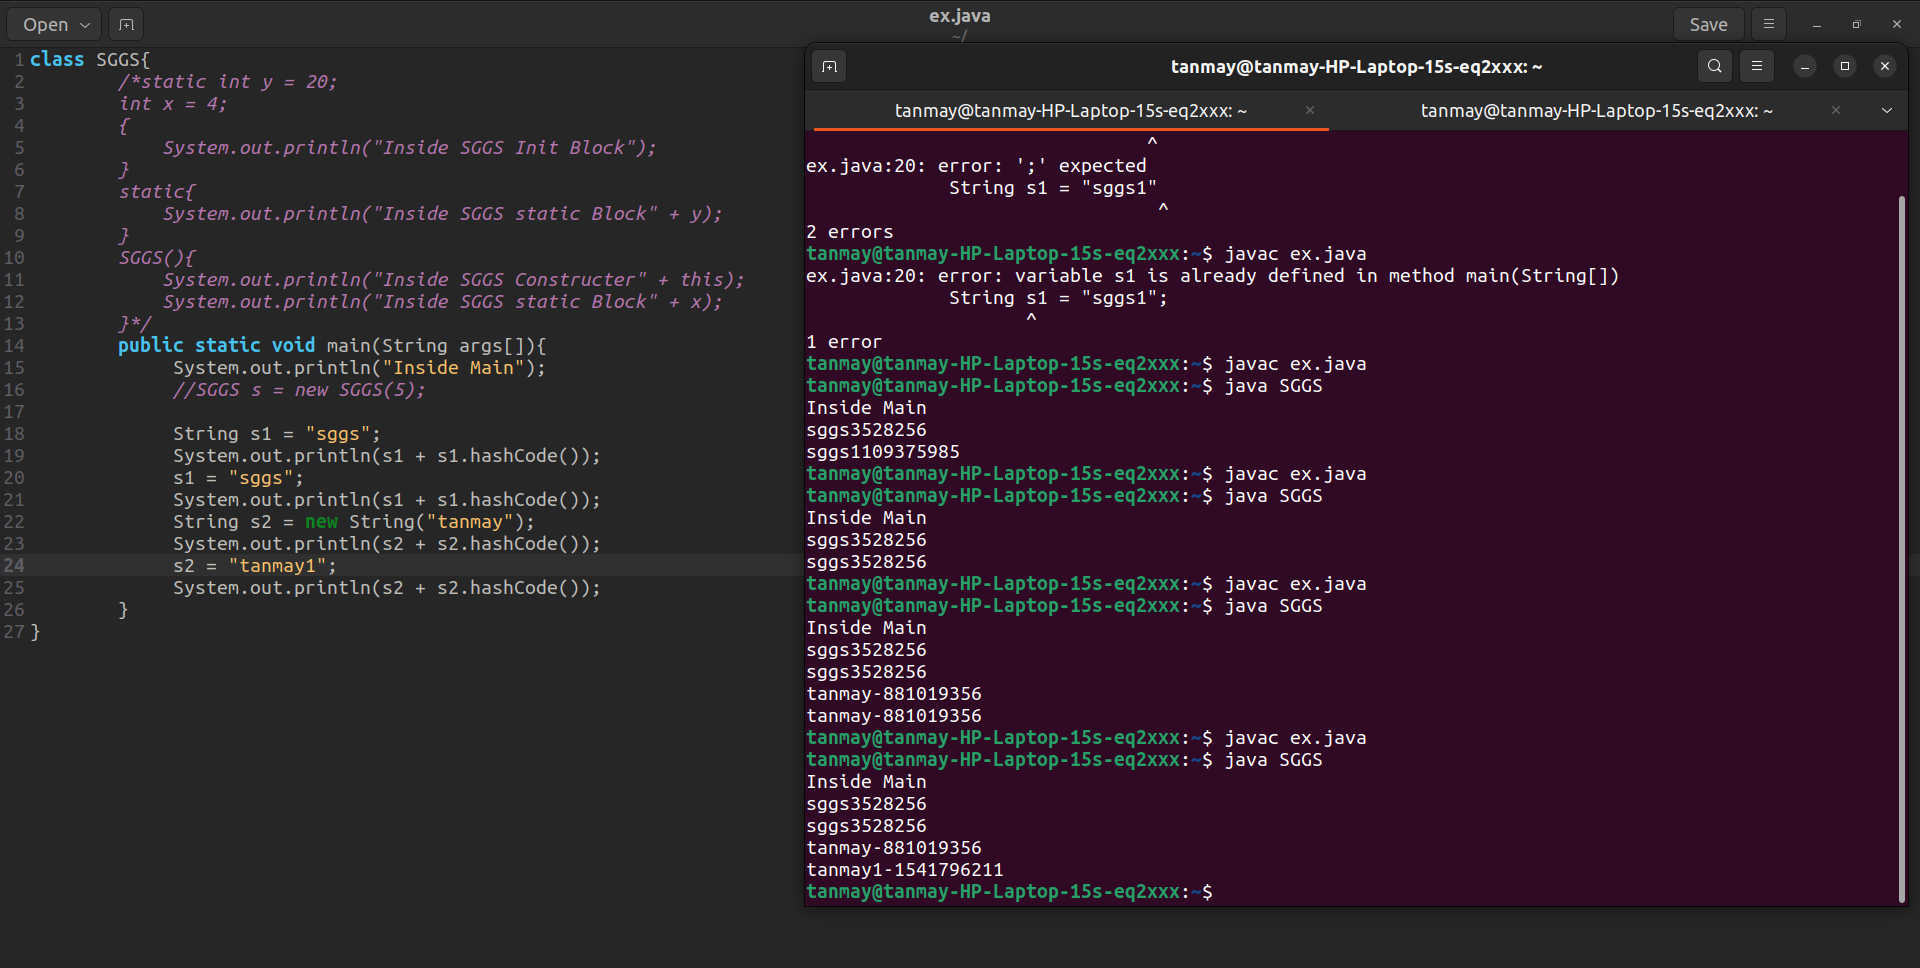 Open
ex.java
~/
Save
1 class SGGS{
2 /*static int y = 20;
3 int x = 4;
4 {
5 System.out.println("Inside SGGS Init Block");
6 }
7 static{
8 System.out.println("Inside SGGS static Block" + y);
9 }
10 SGGS(){
11 System.out.println("Inside SGGS Constructer" + this);
12 System.out.println("Inside SGGS static Block" + x);
13 }*/
14 public static void main(String args[]){
15 System.out.println("Inside Main");
16 //SGGS s = new SGGS(5);
17
18 String s1 = "sggs";
19 System.out.println(s1 + s1.hashCode());
20 s1 = "sggs";
21 System.out.println(s1 + s1.hashCode());
22 String s2 = new String("tanmay");
23 System.out.println(s2 + s2.hashCode());
24 s2 = "tanmay1";
25 System.out.println(s2 + s2.hashCode());
26 }
27 }
tanmay@tanmay-HP-Laptop-15s-eq2xxx: ~
tanmay@tanmay-HP-Laptop-15s-eq2xxx: ~
tanmay@tanmay-HP-Laptop-15s-eq2xxx: ~
^
ex.java:20: error: ';' expected
String s1 = "sggs1"
^
2 errors
tanmay@tanmay-HP-Laptop-15s-eq2xxx:~$ javac ex.java
ex.java:20: error: variable s1 is already defined in method main(String[])
String s1 = "sggs1";
^
1 error
tanmay@tanmay-HP-Laptop-15s-eq2xxx:~$ javac ex.java
tanmay@tanmay-HP-Laptop-15s-eq2xxx:~$ java SGGS
Inside Main
sggs3528256
sggs1109375985
tanmay@tanmay-HP-Laptop-15s-eq2xxx:~$ javac ex.java
tanmay@tanmay-HP-Laptop-15s-eq2xxx:~$ java SGGS
Inside Main
sggs3528256
sggs3528256
tanmay@tanmay-HP-Laptop-15s-eq2xxx:~$ javac ex.java
tanmay@tanmay-HP-Laptop-15s-eq2xxx:~$ java SGGS
Inside Main
sggs3528256
sggs3528256
tanmay-881019356
tanmay-881019356
tanmay@tanmay-HP-Laptop-15s-eq2xxx:~$ javac ex.java
tanmay@tanmay-HP-Laptop-15s-eq2xxx:~$ java SGGS
Inside Main
sggs3528256
sggs3528256
tanmay-881019356
tanmay1-1541796211
tanmay@tanmay-HP-Laptop-15s-eq2xxx:~$